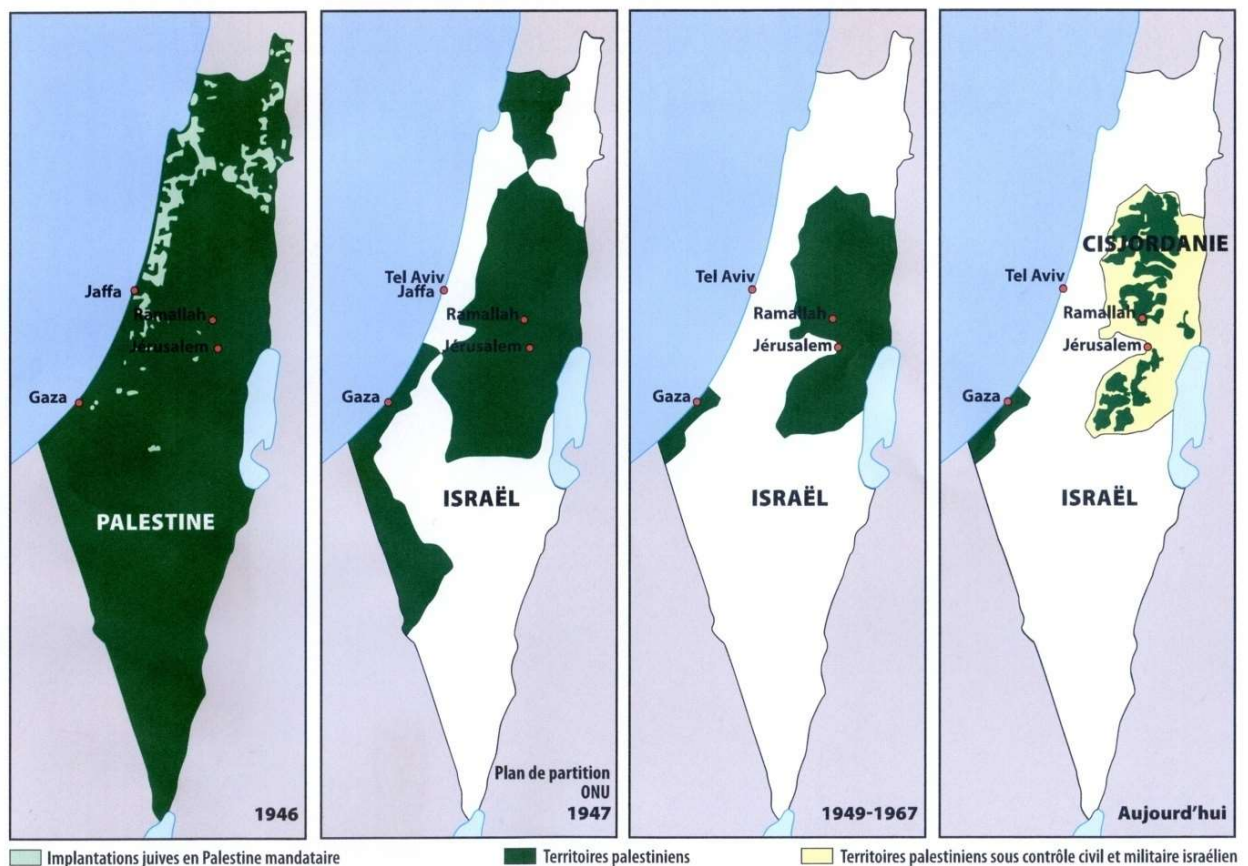 Jaffa
Ramallah
Jérusalem
Gaza
PALESTINE
1946
Tel Aviv
Jaffa
Ramallah
Jérusalem
Gaza
ISRAËL
Plan de partition
ONU
1947
Tel Aviv
Ramallah
Jérusalem
Gaza
ISRAËL
1949-1967
CISJORDANIE
Tel Aviv
Ramallah
Jérusalem
Gaza
ISRAËL
Aujourd'hui
Implantations juives en Palestine mandataire
Territoires palestiniens
Territoires palestiniens sous contrôle civil et militaire israélien